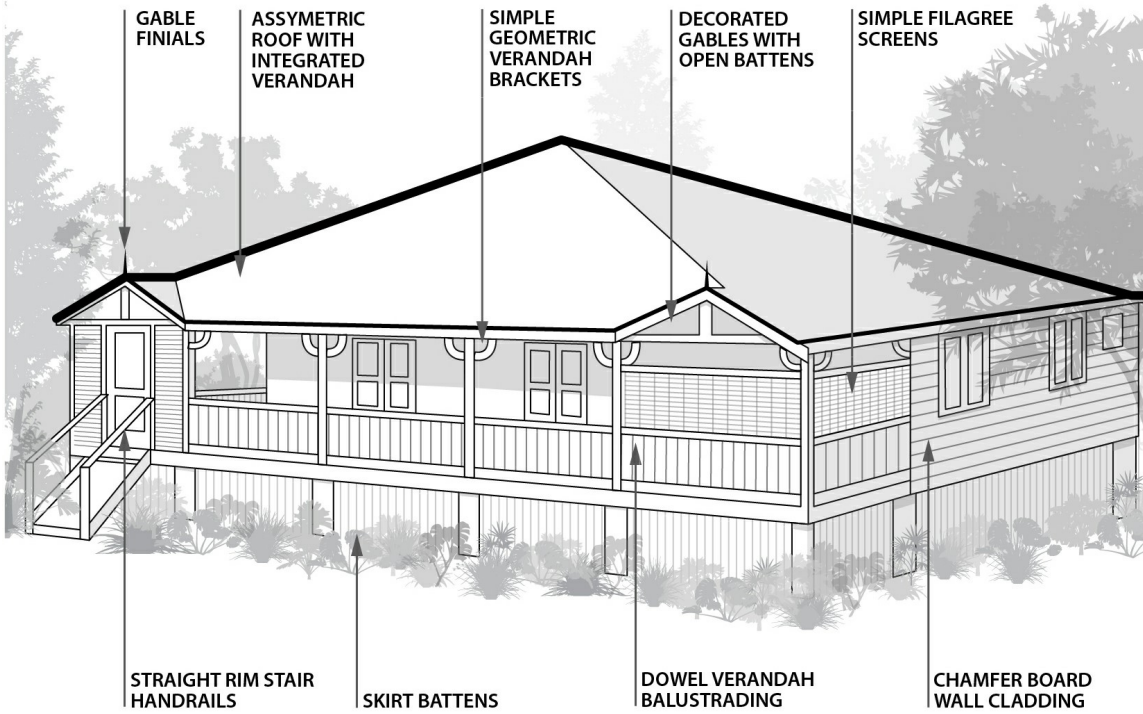 GABLE
FINIALS
ASSYMETRIC
ROOF WITH
INTEGRATED
VERANDAH
SIMPLE
GEOMETRIC
VERANDAH
BRACKETS
DECORATED
GABLES WITH
OPEN BATTENS
SIMPLE FILAGREE
SCREENS
STRAIGHT RIM STAIR
HANDRAILS
SKIRT BATTENS
DOWEL VERANDAH
BALUSTRADING
CHAMFER BOARD
WALL CLADDING